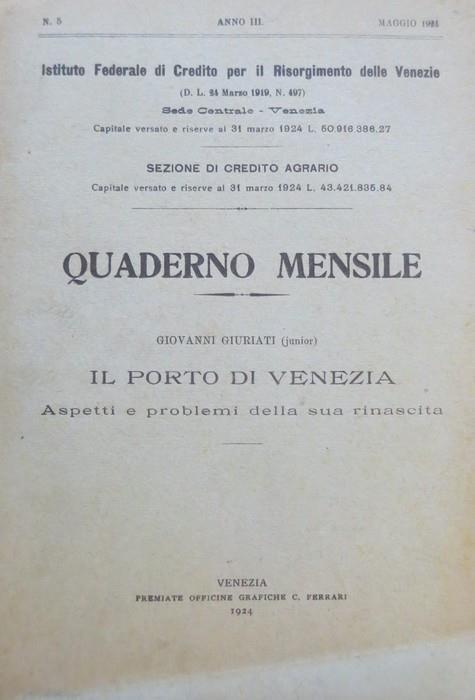 N. 5 ANNO III. MAGGIO 1924
Istituto Federale di Credito per il Risorgimento delle Venezie
(D. L. 24 Marzo 1919, N. 497)
Sede Centrale - Venezia
Capitale versato e riserve al 31 marzo 1924 L. 50.916.386.27
SEZIONE DI CREDITO AGRARIO
Capitale versato e riserve al 31 marzo 1924 L. 43.421.835.84
QUADERNO MENSILE
GIOVANNI GIURIATI (junior)
IL PORTO DI VENEZIA
Aspetti e problemi della sua rinascita
VENEZIA
PREMIATE OFFICINE GRAFICHE C. FERRARI
1924